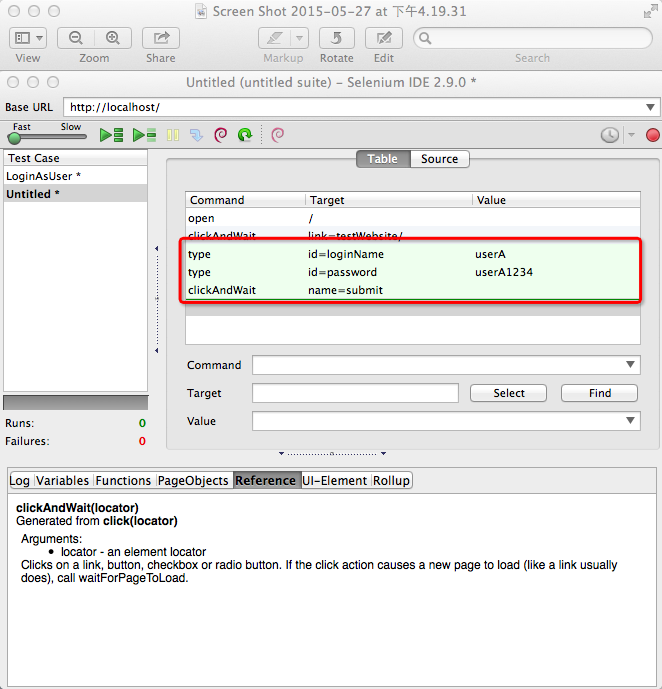 Screen Shot 2015-05-27 at 下午4.19.31
View Zoom Share Markup Rotate Edit Search
Untitled (untitled suite) – Selenium IDE 2.9.0 *
Base URL http://localhost/
Fast Slow
Test Case
LoginAsUser *
Untitled *
Table Source
Command Target Value
open /
clickAndWait link=testWebsite/
type id=loginName userA
type id=password userA1234
clickAndWait name=submit
Command
Target Select Find
Value
Runs: 0
Failures: 0
Log Variables Functions PageObjects Reference UI-Element Rollup
clickAndWait(locator)
Generated from click(locator)
Arguments:
• locator - an element locator
Clicks on a link, button, checkbox or radio button. If the click action causes a new page to load (like a link usually
does), call waitForPageToLoad.